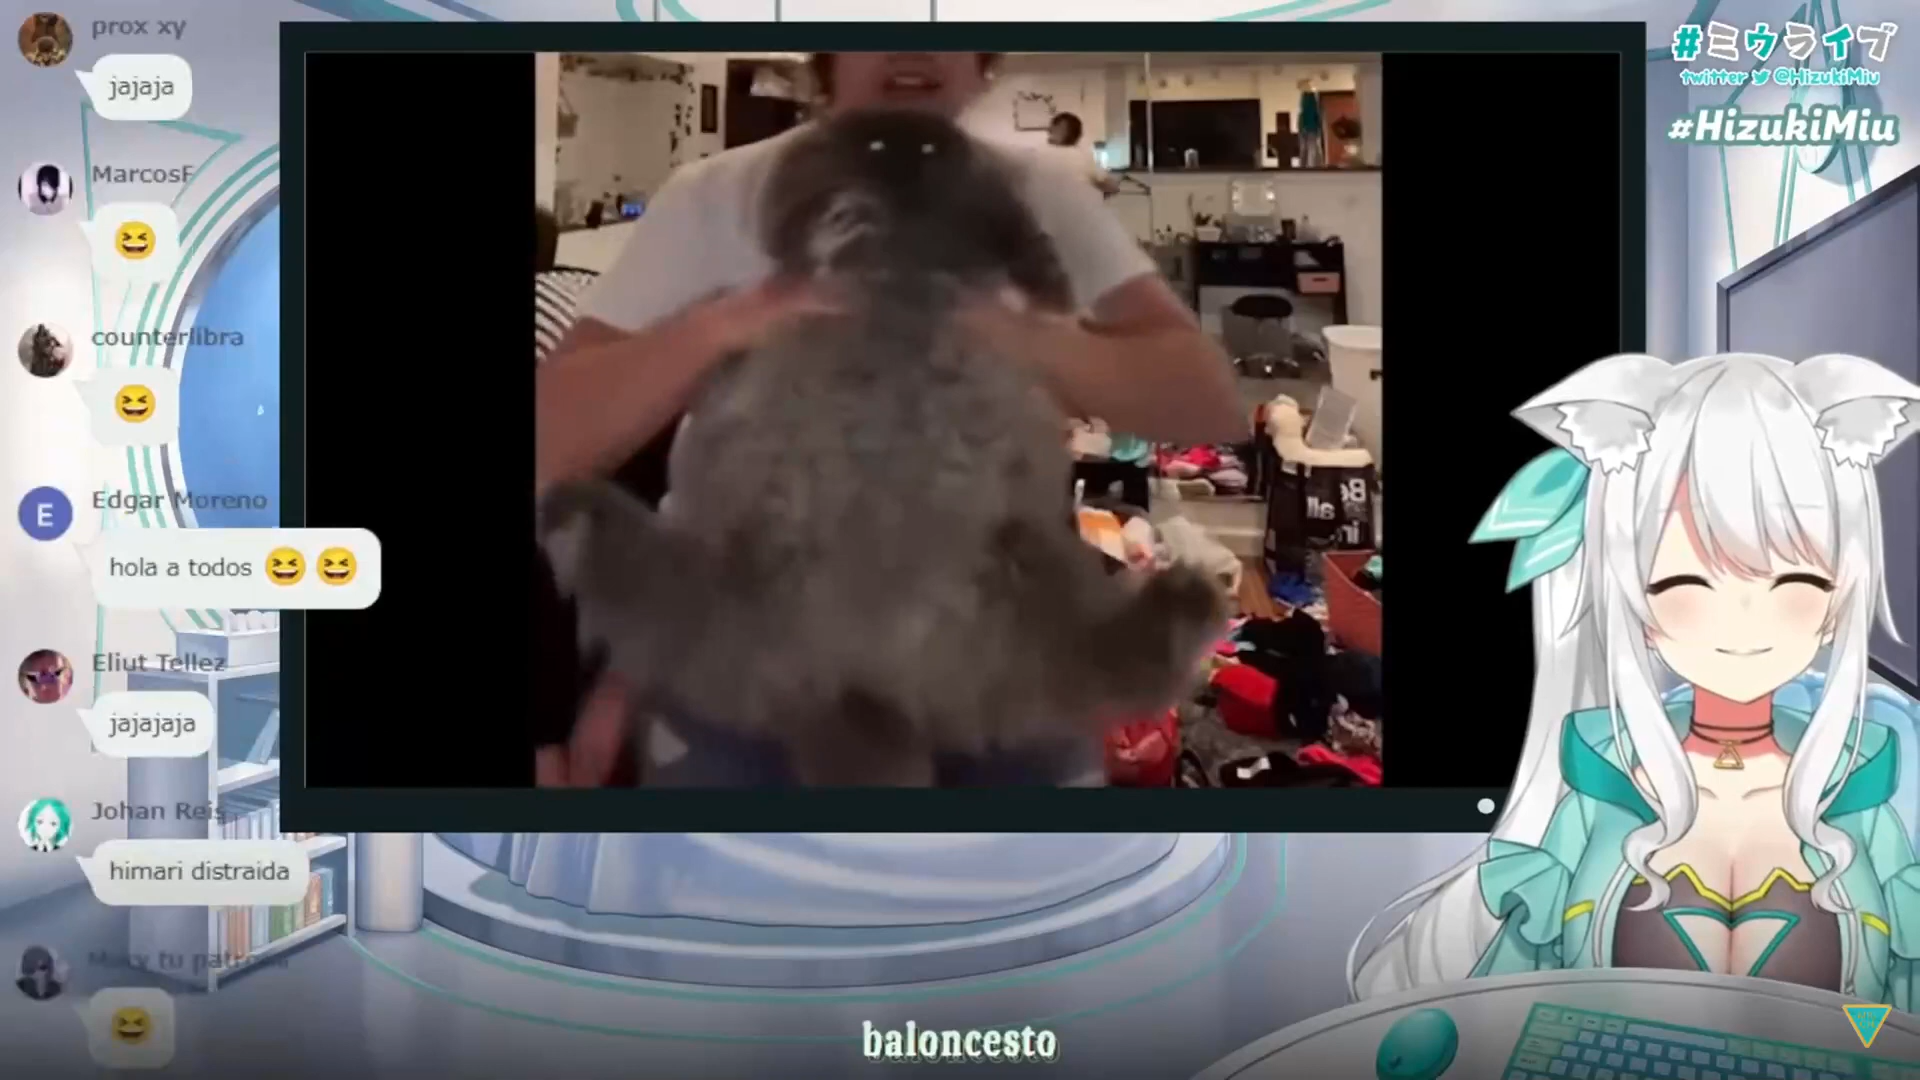 prox xy
jajaja
MarcosF
counterlibra
E
Edgar Moreno
hola a todos
Eliut Tellez
jajajaja
Johan Reis
himari distraida
tu
#ミウライブ
twitter @HizukiMiu
#HizukiMiu
baloncesto